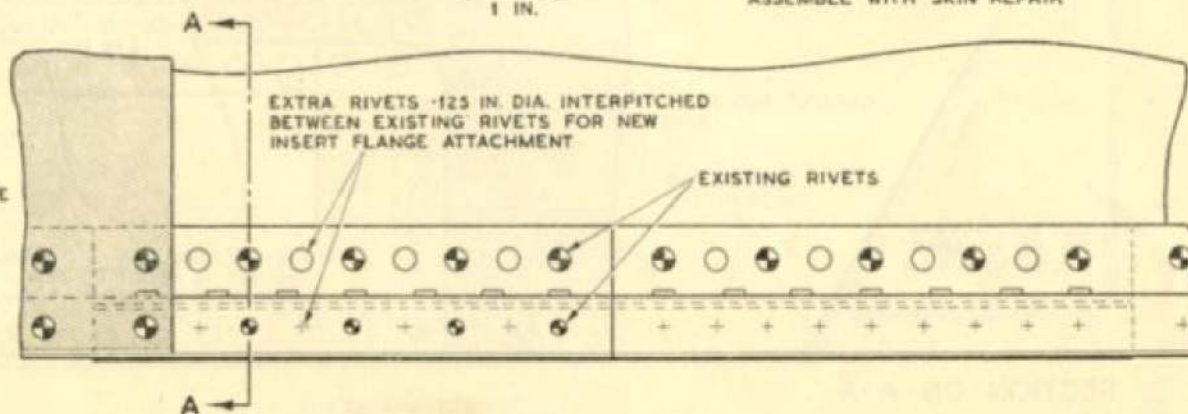 1 IN.
ASSEMBLE WITH SKIN REPAIR
A
EXTRA RIVETS ·125 IN. DIA. INTERPITCHED
BETWEEN EXISTING RIVETS FOR NEW
INSERT FLANGE ATTACHMENT
EXISTING RIVETS
E
A